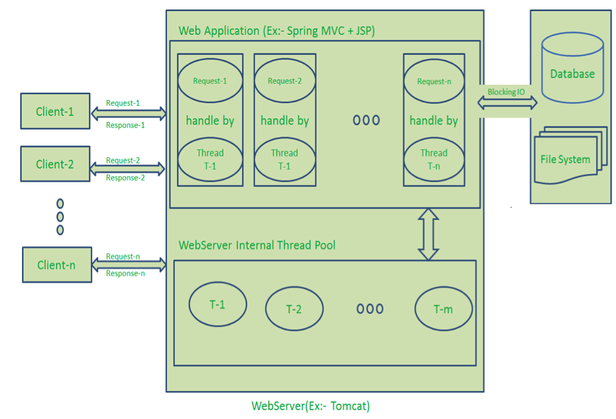 Web Application (Ex:- Spring MVC + JSP)
Request-1
Request-2
Request-n
handle by
handle by
handle by
Thread
T-1
Thread
T-1
Thread
T-n
Client-1
Request-1
Response-1
Client-2
Request-2
Response-2
Client-n
Request-n
Response-n
Blocking IO
Database
File System
WebServer Internal Thread Pool
T-1
T-2
T-m
WebServer(Ex:- Tomcat)